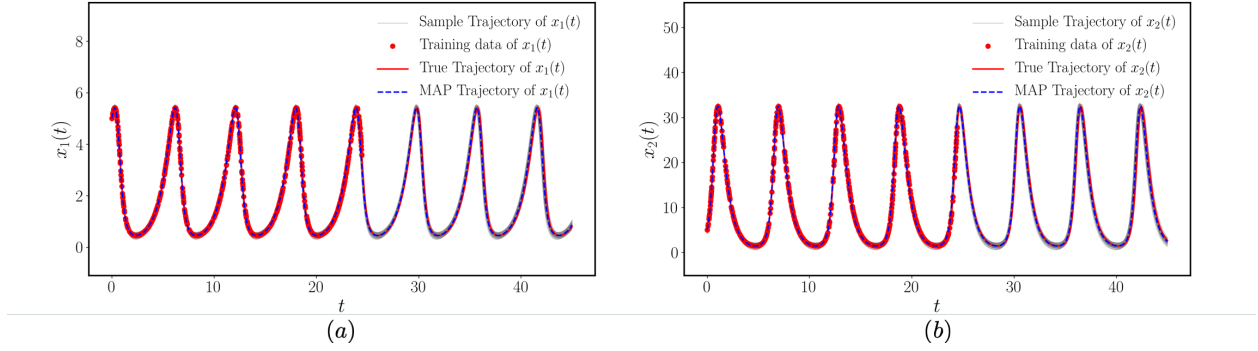 8
6
4
2
0
x₁(t)
Sample Trajectory of x₁(t)
Training data of x₁(t)
True Trajectory of x₁(t)
MAP Trajectory of x₁(t)
0 10 20 30 40
t
(a)
50
40
30
20
10
0
x₂(t)
Sample Trajectory of x₂(t)
Training data of x₂(t)
True Trajectory of x₂(t)
MAP Trajectory of x₂(t)
0 10 20 30 40
t
(b)